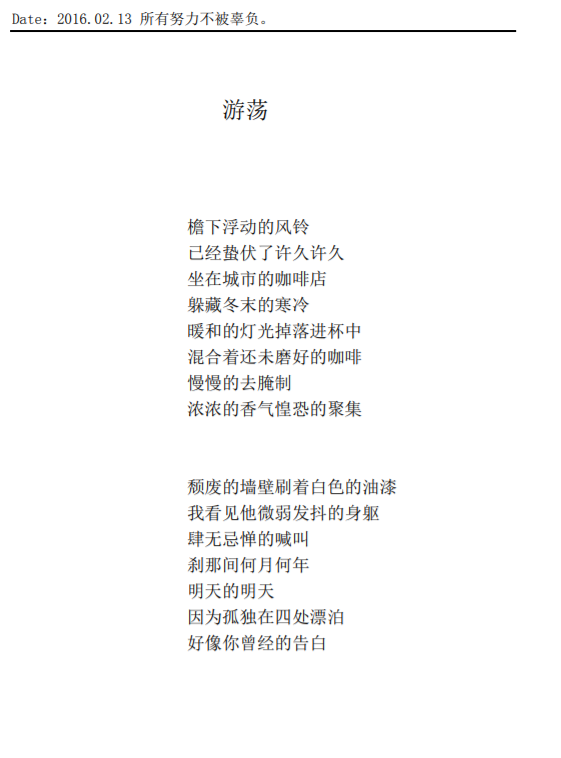 Date：2016.02.13 所有努力不被辜负。
游荡
檐下浮动的风铃
已经蛰伏了许久许久
坐在城市的咖啡店
躲藏冬末的寒冷
暖和的灯光掉落进杯中
混合着还未磨好的咖啡
慢慢的去腌制
浓浓的香气惶恐的聚集
颓废的墙壁刷着白色的油漆
我看见他微弱发抖的身躯
肆无忌惮的喊叫
刹那间何月何年
明天的明天
因为孤独在四处漂泊
好像你曾经的告白